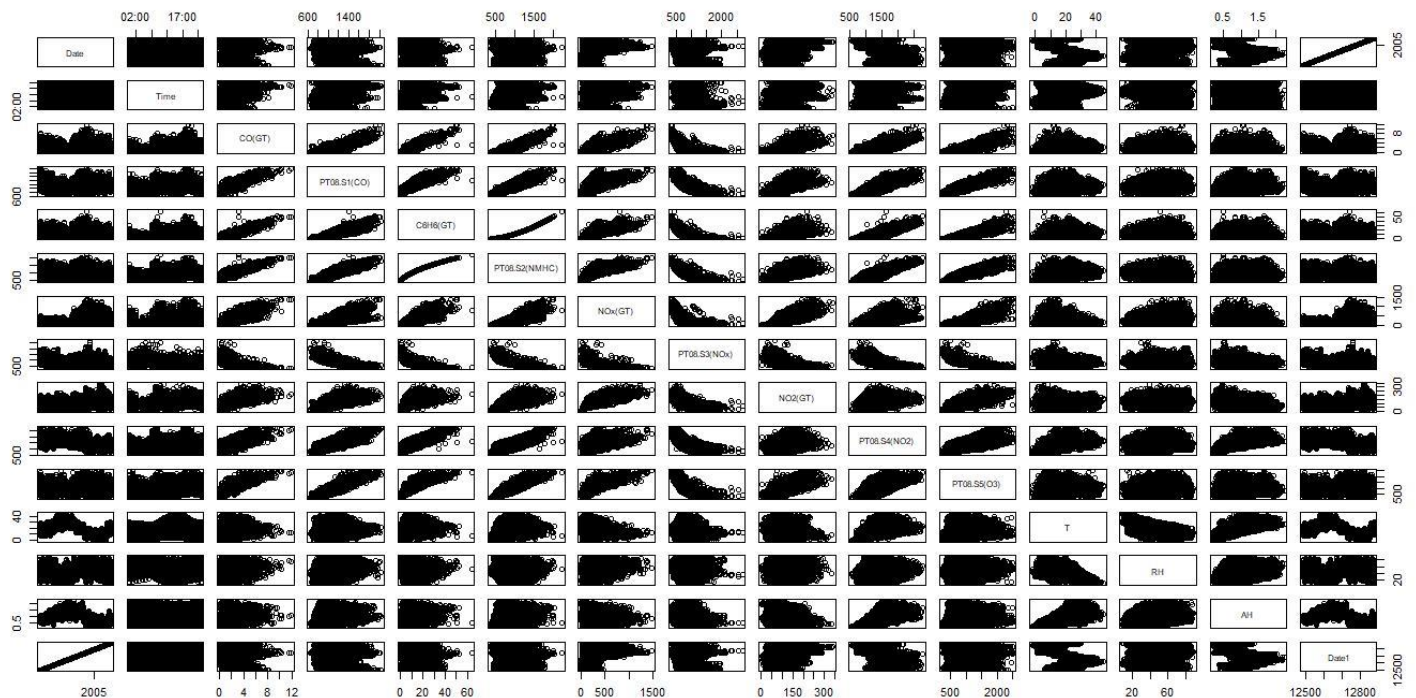 02:00 17:00 600 1400 500 1500 500 2000 500 1500 0 20 40 0.5 1.5
Date 2005
02:00 Time
CO(GT) 0 8
600 PT08.S1(CO)
C6H6(GT) 0 50
500 PT08.S2(NMHC)
NOx(GT) 0 1500
500 PT08.S3(NOx)
NO2(GT) 0 300
500 PT08.S4(NO2)
PT08.S5(O3) 500
0 40 T
RH 20
0.5 AH
Date1 12500
2005 0 4 8 12 0 20 40 60 0 500 1500 500 2000 0 100 300 500 1500 20 60 12500 12800